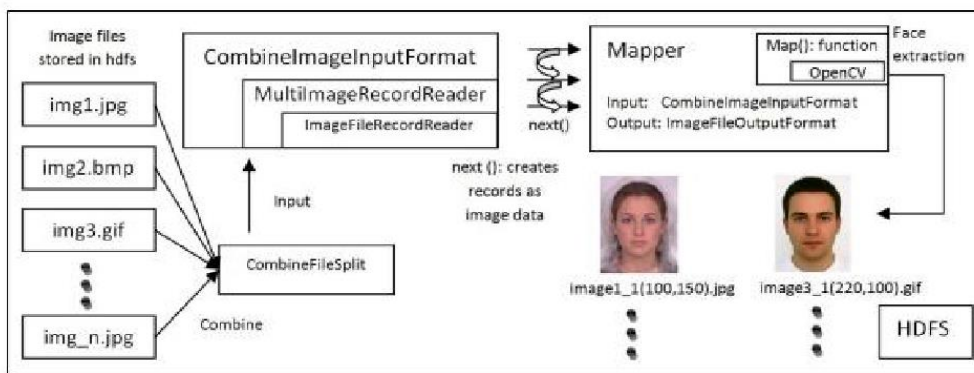 Image files
stored in hdfs
img1.jpg
img2.bmp
img3.gif
img_n.jpg
Combine
CombineFileSplit
Input
CombineImageInputFormat
MultiImageRecordReader
ImageFileRecordReader
next()
next (): creates
records as
image data
Mapper
Map(): function
OpenCV
Input: CombineImageInputFormat
Output: ImageFileOutputFormat
Face
extraction
image1_1(100,150).jpg
image3_1(220,100).gif
HDFS